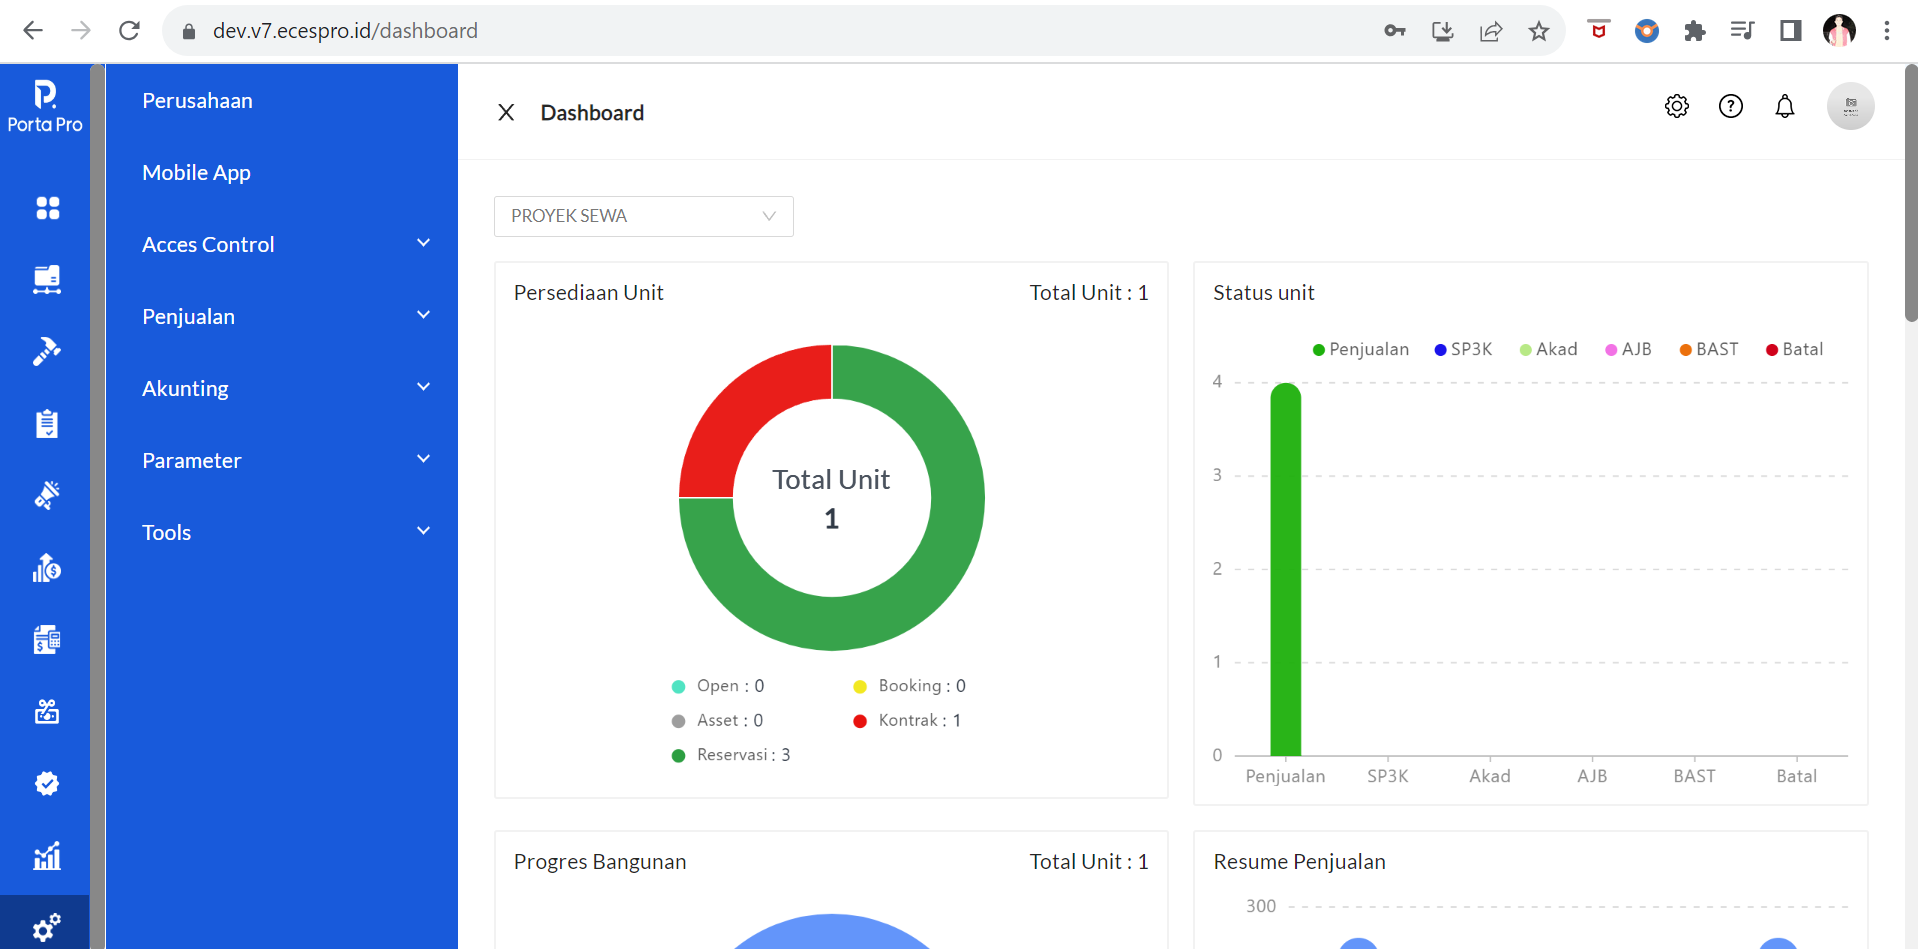 dev.v7.ecespro.id/dashboard
Porta Pro
Perusahaan
Mobile App
Acces Control
Penjualan
Akunting
Parameter
Tools
X Dashboard
PROYEK SEWA
Persediaan Unit Total Unit : 1
Total Unit
1
Open : 0 Booking : 0
Asset : 0 Kontrak : 1
Reservasi : 3
Status unit
Penjualan SP3K Akad AJB BAST Batal
4
3
2
1
0
Penjualan SP3K Akad AJB BAST Batal
Progres Bangunan Total Unit : 1
Resume Penjualan
300